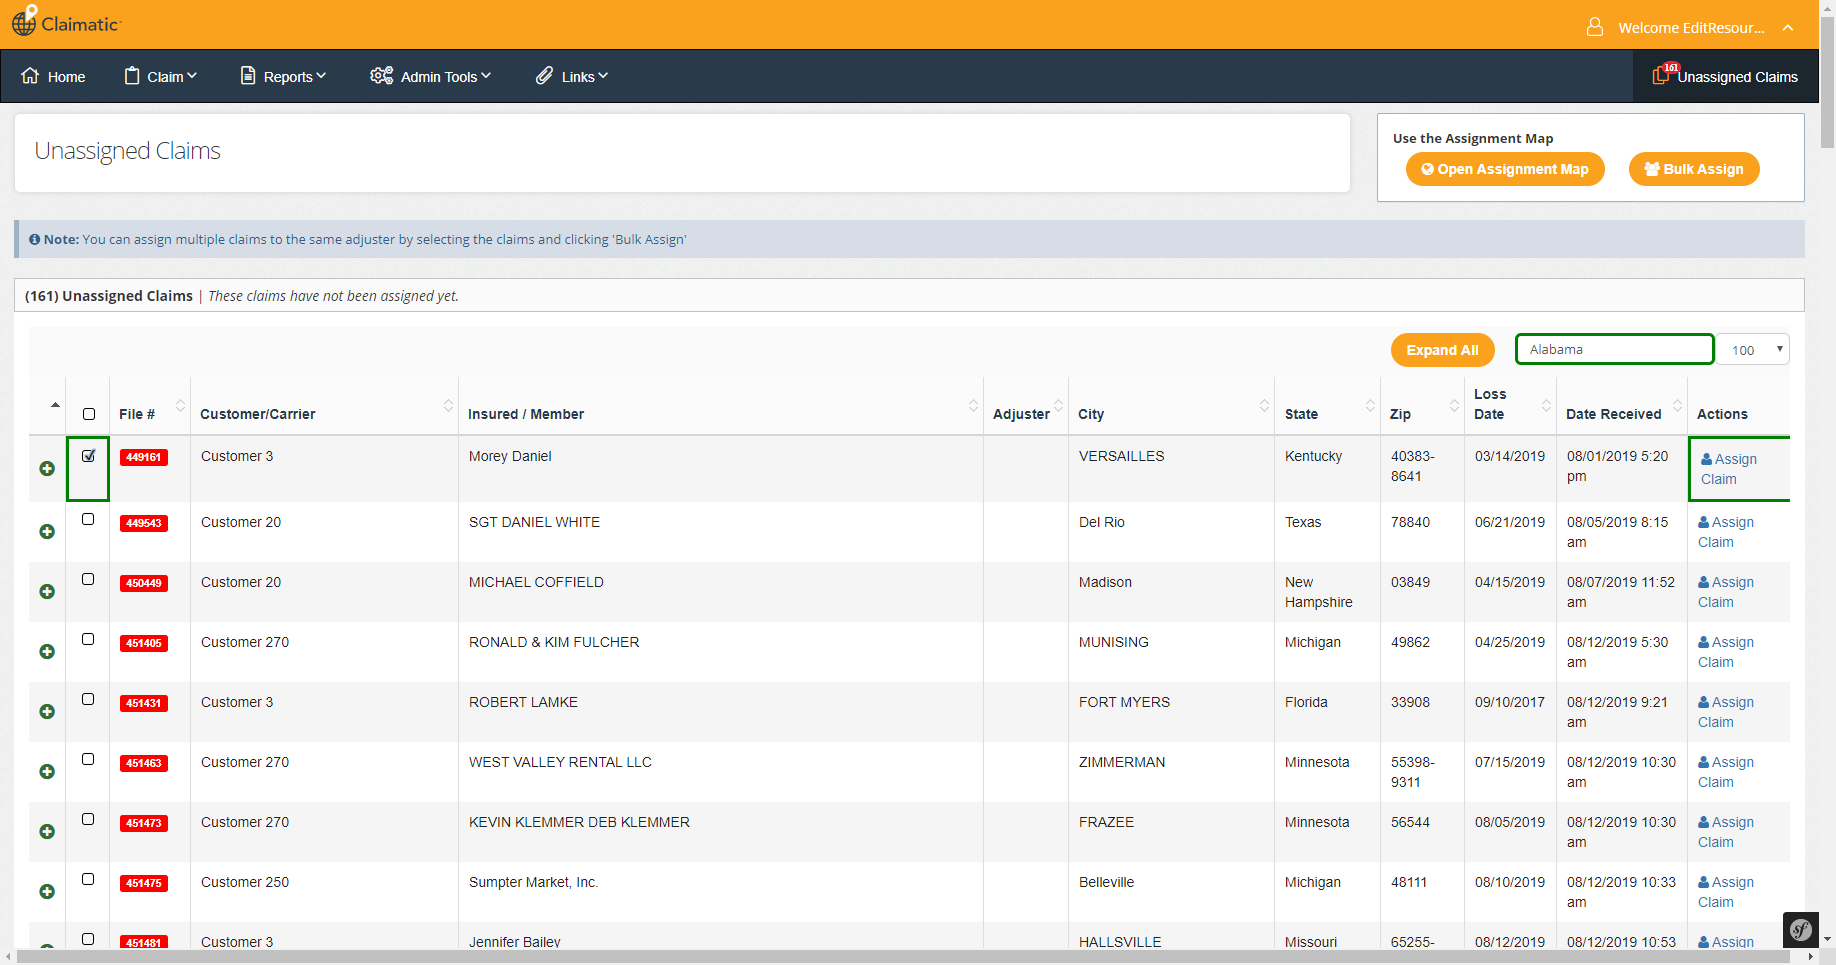 Claimatic
Welcome EditResour...
Home Claim Reports Admin Tools Links 161 Unassigned Claims
Unassigned Claims
Use the Assignment Map
Open Assignment Map Bulk Assign
Note: You can assign multiple claims to the same adjuster by selecting the claims and clicking 'Bulk Assign'
(161) Unassigned Claims | These claims have not been assigned yet.
Expand All Alabama 100
File # Customer/Carrier Insured / Member Adjuster City State Zip Loss Date Date Received Actions
449161 Customer 3 Morey Daniel VERSAILLES Kentucky 40383-8641 03/14/2019 08/01/2019 5:20 pm Assign Claim
449543 Customer 20 SGT DANIEL WHITE Del Rio Texas 78840 06/21/2019 08/05/2019 8:15 am Assign Claim
450449 Customer 20 MICHAEL COFFIELD Madison New Hampshire 03849 04/15/2019 08/07/2019 11:52 am Assign Claim
451405 Customer 270 RONALD & KIM FULCHER MUNISING Michigan 49862 04/25/2019 08/12/2019 5:30 am Assign Claim
451431 Customer 3 ROBERT LAMKE FORT MYERS Florida 33908 09/10/2017 08/12/2019 9:21 am Assign Claim
451463 Customer 270 WEST VALLEY RENTAL LLC ZIMMERMAN Minnesota 55398-9311 07/15/2019 08/12/2019 10:30 am Assign Claim
451473 Customer 270 KEVIN KLEMMER DEB KLEMMER FRAZEE Minnesota 56544 08/05/2019 08/12/2019 10:30 am Assign Claim
451475 Customer 250 Sumpter Market, Inc. Belleville Michigan 48111 08/10/2019 08/12/2019 10:33 am Assign Claim
451481 Customer 3 Jennifer Bailey HALLSVILLE Missouri 65255- 08/12/2019 08/12/2019 10:53 Assign
sf